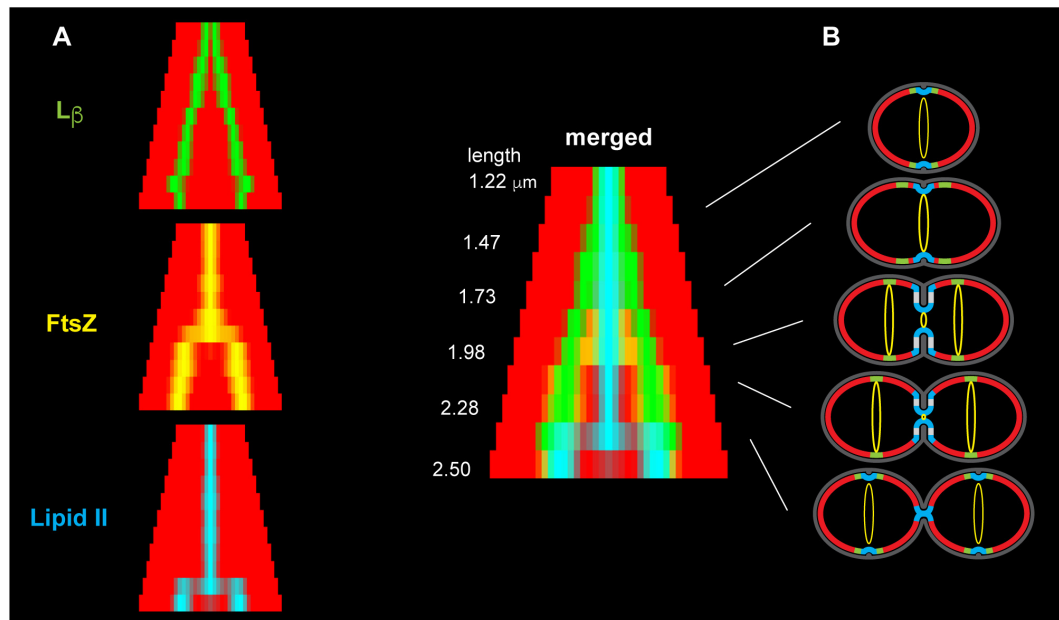 A
B
Lβ
FtsZ
Lipid II
merged
length
1.22 μm
1.47
1.73
1.98
2.28
2.50